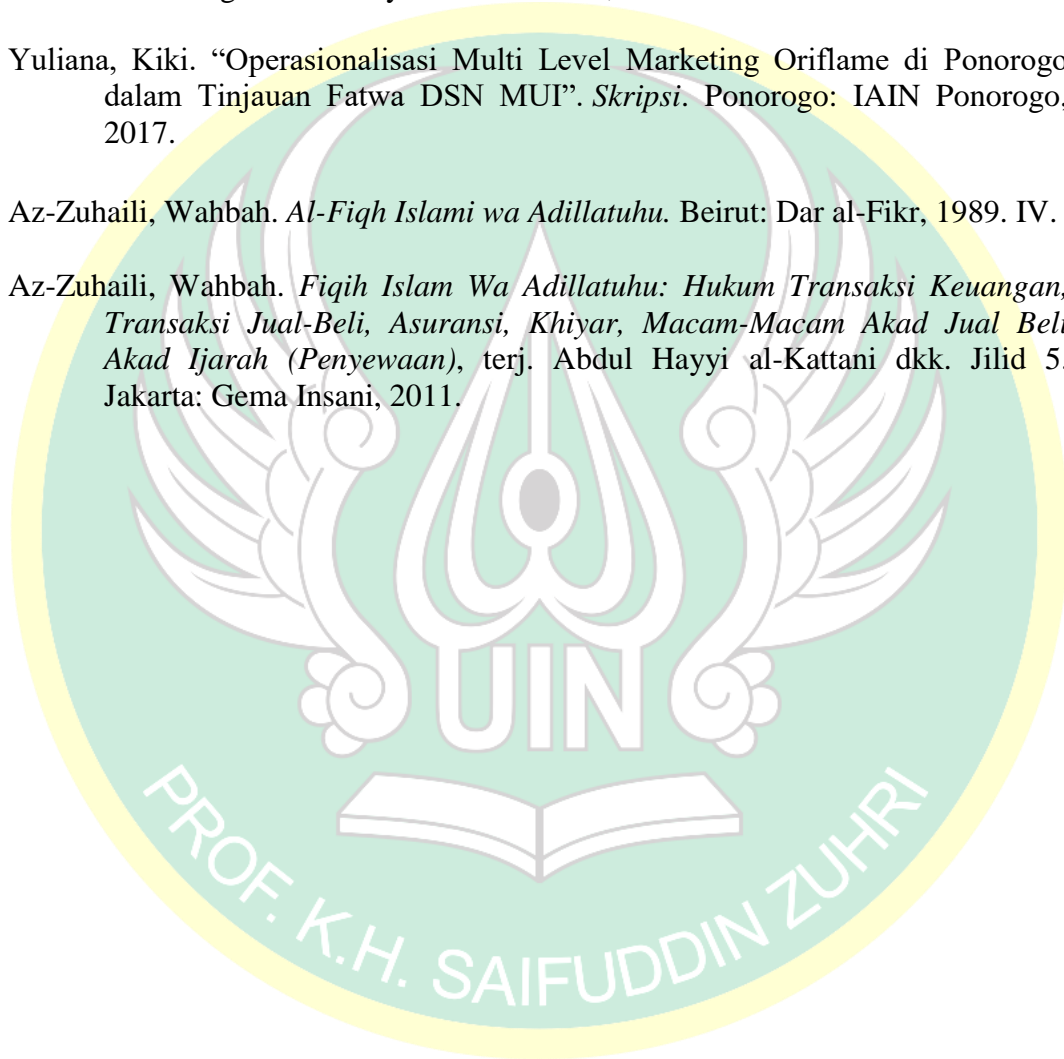 Yuliana, Kiki. “Operasionalisasi Multi Level Marketing Oriflame di Ponorogo
dalam Tinjauan Fatwa DSN MUI”. Skripsi. Ponorogo: IAIN Ponorogo,
2017.
Az-Zuhaili, Wahbah. Al-Fiqh Islami wa Adillatuhu. Beirut: Dar al-Fikr, 1989. IV.
Az-Zuhaili, Wahbah. Fiqih Islam Wa Adillatuhu: Hukum Transaksi Keuangan,
Transaksi Jual-Beli, Asuransi, Khiyar, Macam-Macam Akad Jual Beli
Akad Ijarah (Penyewaan), terj. Abdul Hayyi al-Kattani dkk. Jilid 5.
Jakarta: Gema Insani, 2011.
UIN
PROF. K.H. SAIFUDDIN ZUHRI